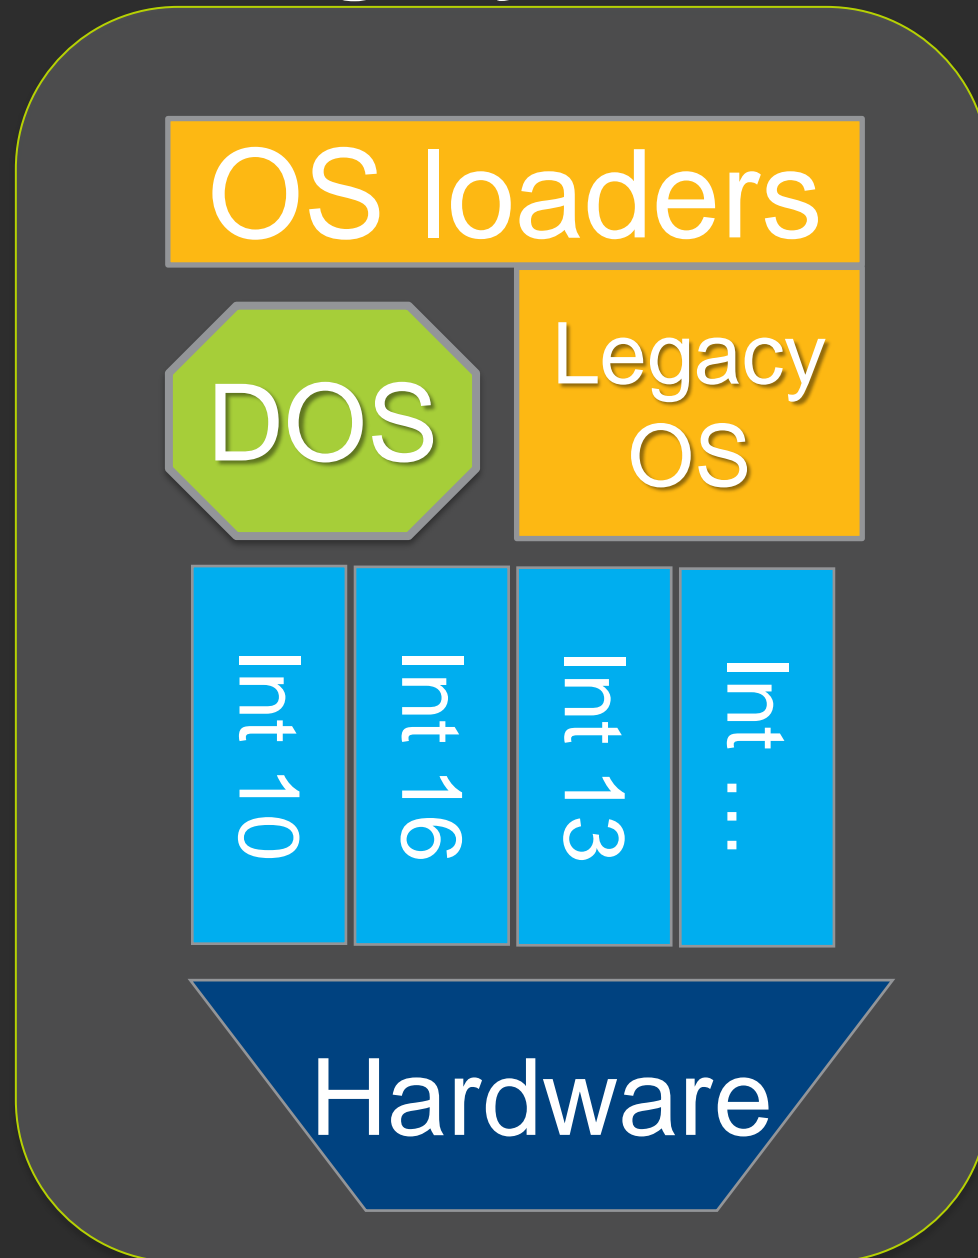 OS loaders
DOS
Legacy
OS
Int 10
Int 16
Int 13
Int ...
Hardware